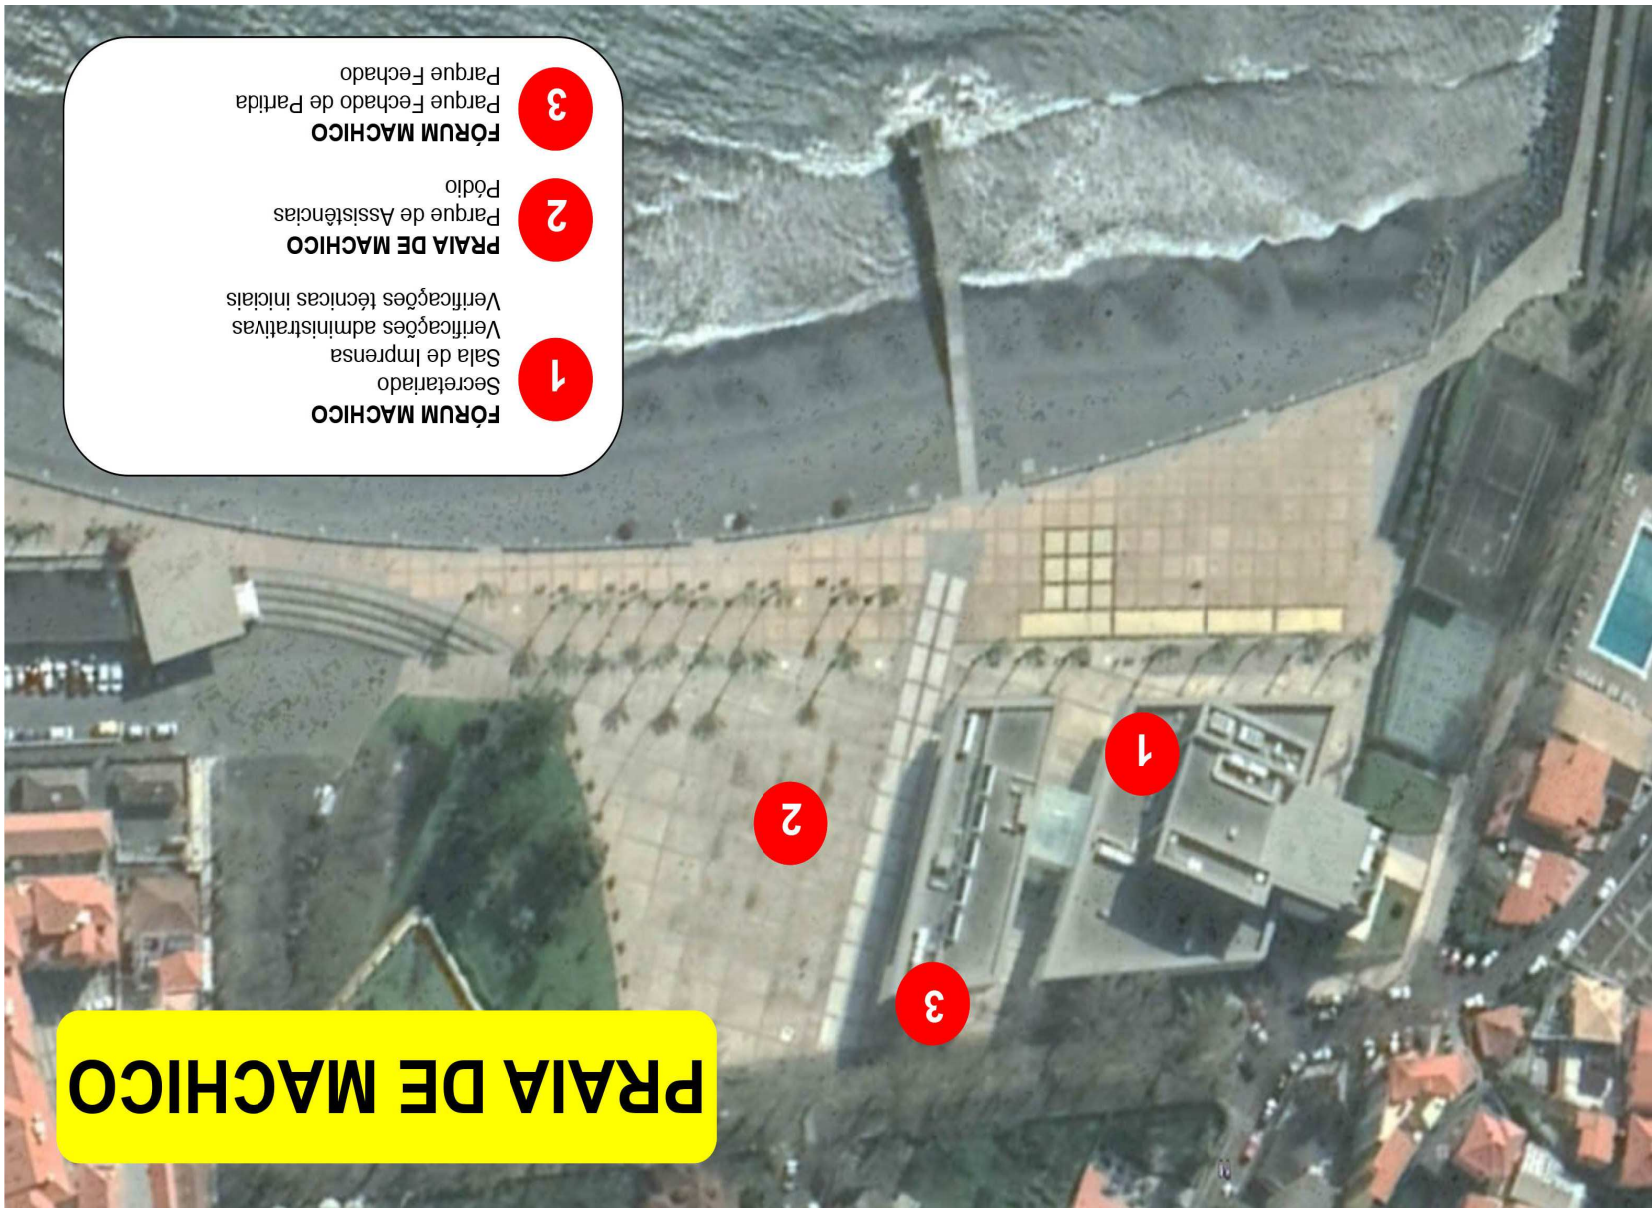 PRAIA DE MACHICO
3
1
2
1
FÓRUM MACHICO
Secretariado
Sala de Imprensa
Verificações administrativas
Verificações técnicas iniciais
2
PRAIA DE MACHICO
Parque de Assistências
Pódio
3
FÓRUM MACHICO
Parque Fechado de Partida
Parque Fechado